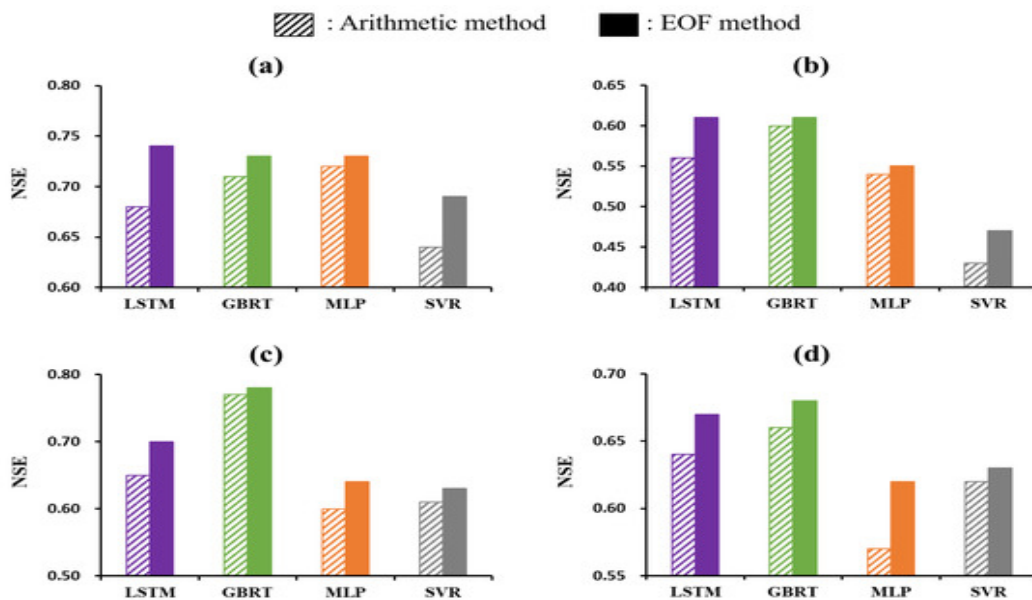 : Arithmetic method : EOF method
(a)
0.80
0.75
0.70
0.65
0.60
NSE
LSTM GBRT MLP SVR
(b)
0.65
0.60
0.55
0.50
0.45
0.40
NSE
LSTM GBRT MLP SVR
(c)
0.80
0.70
0.60
0.50
NSE
LSTM GBRT MLP SVR
(d)
0.70
0.65
0.60
0.55
NSE
LSTM GBRT MLP SVR